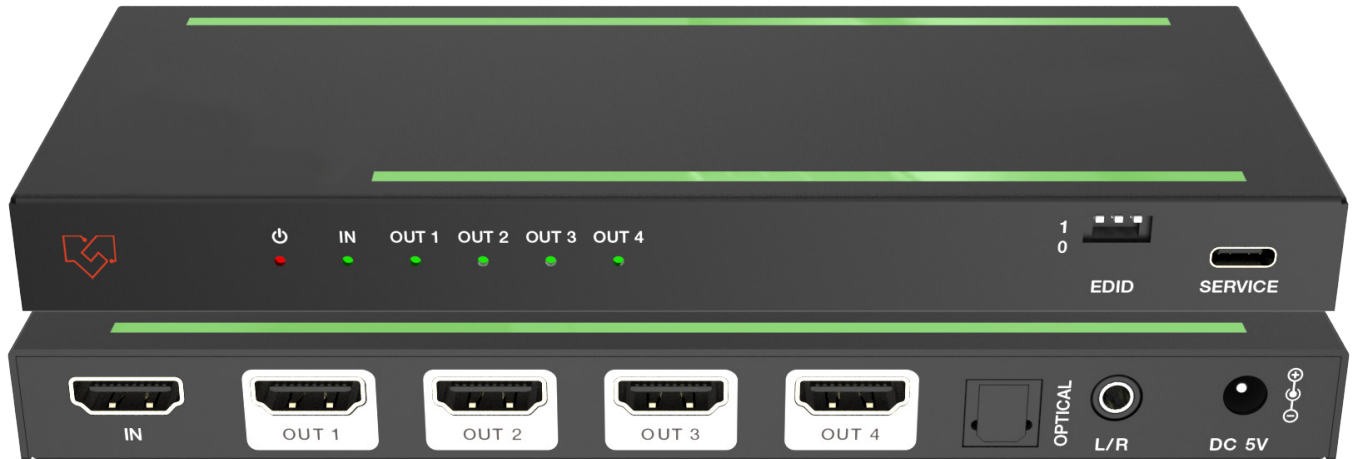 IN OUT 1 OUT 2 OUT 3 OUT 4
1
0
EDID SERVICE
IN OUT 1 OUT 2 OUT 3 OUT 4 OPTICAL L/R DC 5V